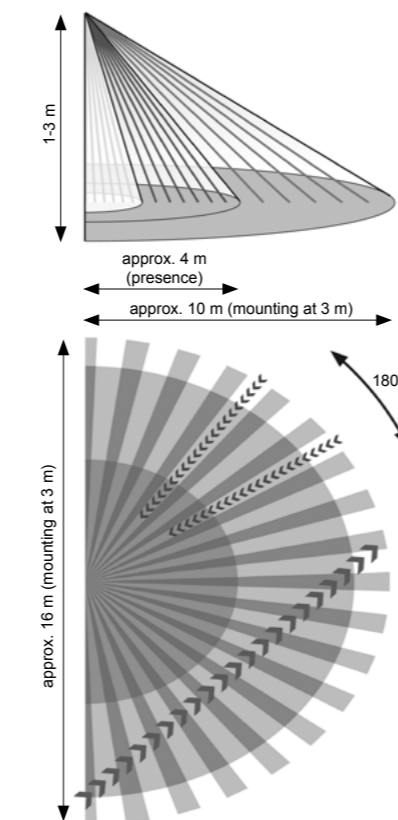 1-3 m
approx. 4 m
(presence)
approx. 10 m (mounting at 3 m)
180
approx. 16 m (mounting at 3 m)